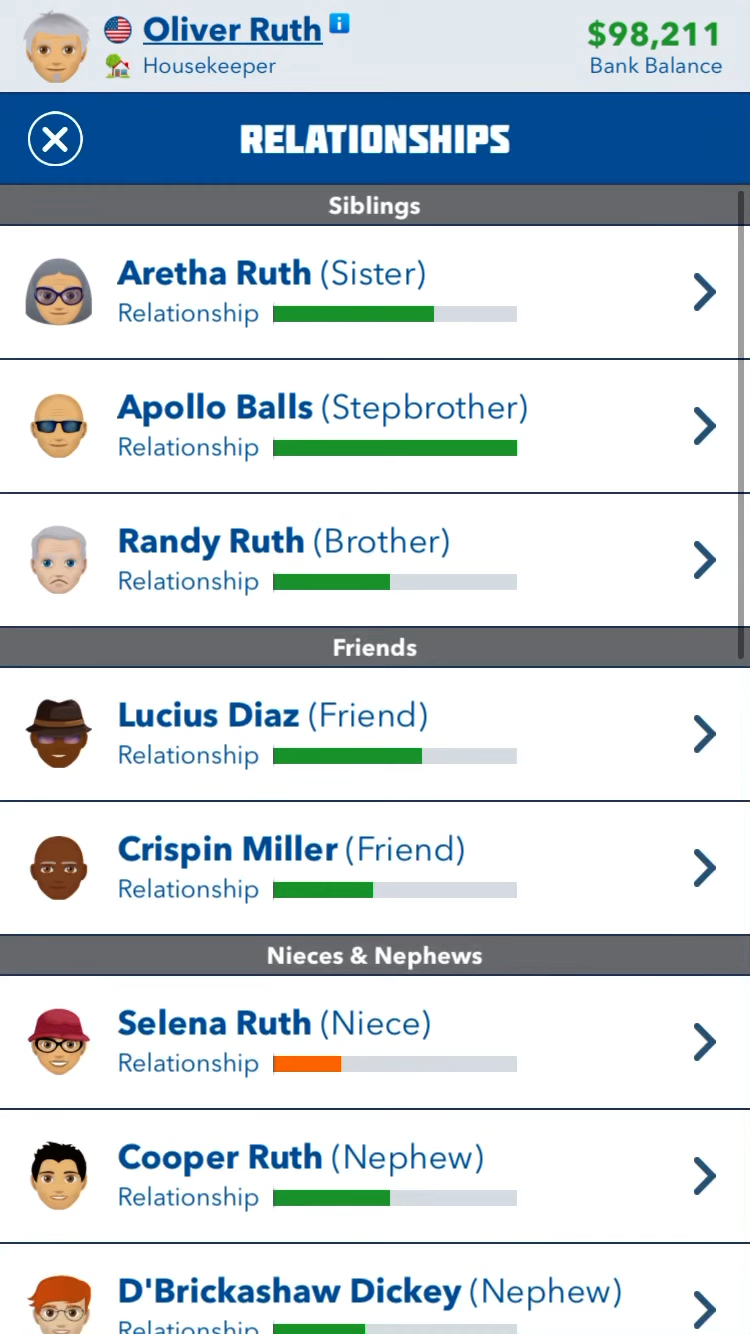 Oliver Ruth i
$98,211
Housekeeper
Bank Balance
RELATIONSHIPS
Siblings
Aretha Ruth (Sister)
Relationship
Apollo Balls (Stepbrother)
Relationship
Randy Ruth (Brother)
Relationship
Friends
Lucius Diaz (Friend)
Relationship
Crispin Miller (Friend)
Relationship
Nieces & Nephews
Selena Ruth (Niece)
Relationship
Cooper Ruth (Nephew)
Relationship
D'Brickashaw Dickey (Nephew)
Relationship